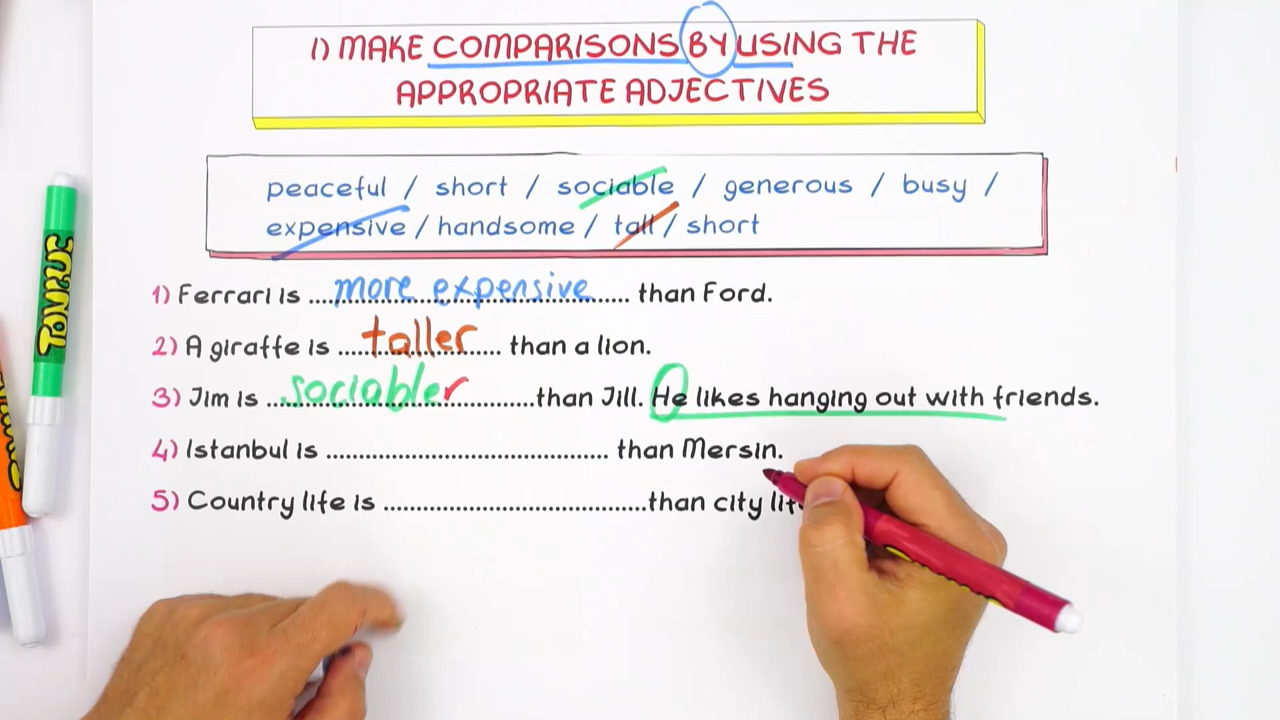 1) MAKE COMPARISONS BY USING THE
APPROPRIATE ADJECTIVES
peaceful / short / sociable / generous / busy /
expensive / handsome / tall / short
1) Ferrari is .... more expensive .... than Ford.
2) A giraffe is .... taller .... than a lion.
3) Jim is .... sociabler .... than Jill. He likes hanging out with friends.
4) Istanbul is .................................... than Mersin.
5) Country life is .................................... than city